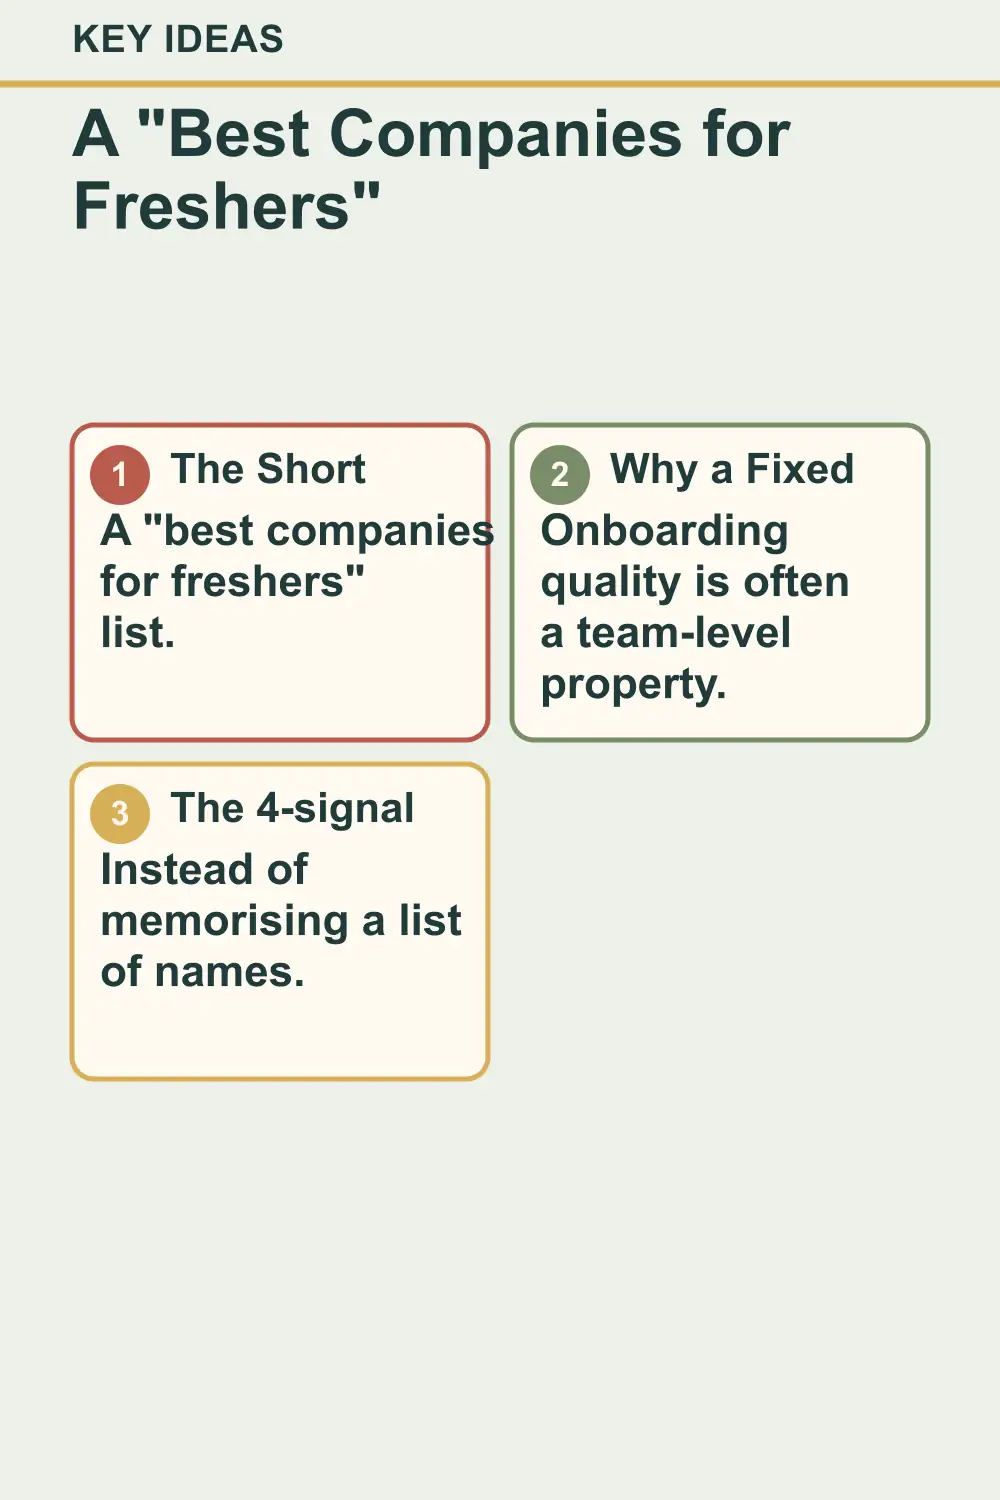 KEY IDEAS
A "Best Companies for
Freshers"
1 The Short
A "best companies
for freshers"
list.
2 Why a Fixed
Onboarding
quality is often
a team-level
property.
3 The 4-signal
Instead of
memorising a list
of names.